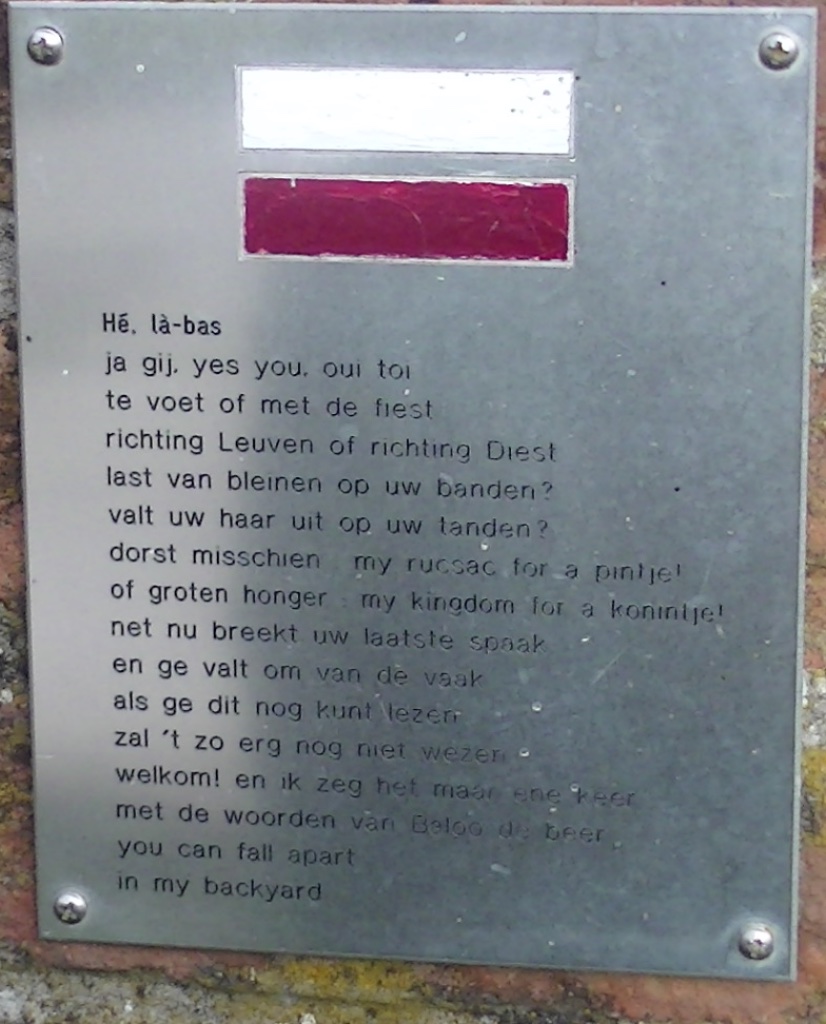 Hé, là-bas
ja gij, yes you, oui toi
te voet of met de fiest
richting Leuven of richting Diest
last van bleinen op uw banden?
valt uw haar uit op uw tanden?
dorst misschien my rucsac for a pintje!
of groten honger : my kingdom for a konintje!
net nu breekt uw laatste spaak
en ge valt om van de vaak
als ge dit nog kunt lezen
zal 't zo erg nog niet wezen
welkom! en ik zeg het maar ene keer
met de woorden van Baloo de beer,
you can fall apart
in my backyard